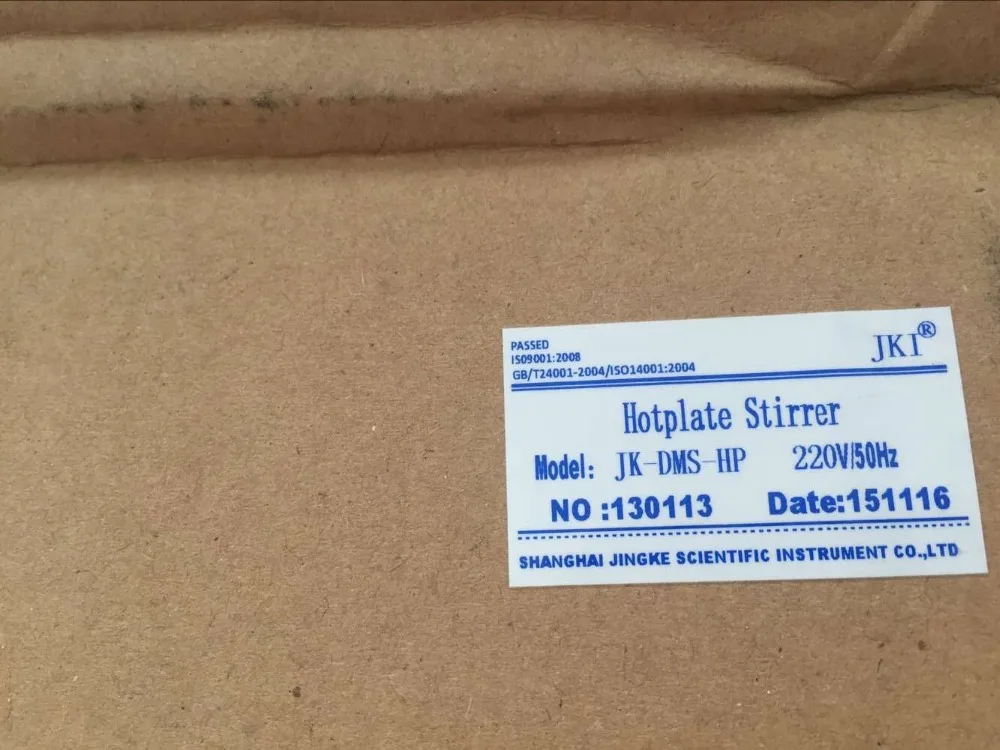 PASSED
ISO9001:2008
GB/T24001-2004/ISO14001:2004
JKI®
Hotplate Stirrer
Model: JK-DMS-HP 220V/50Hz
NO :130113 Date:151116
SHANGHAI JINGKE SCIENTIFIC INSTRUMENT CO.,LTD